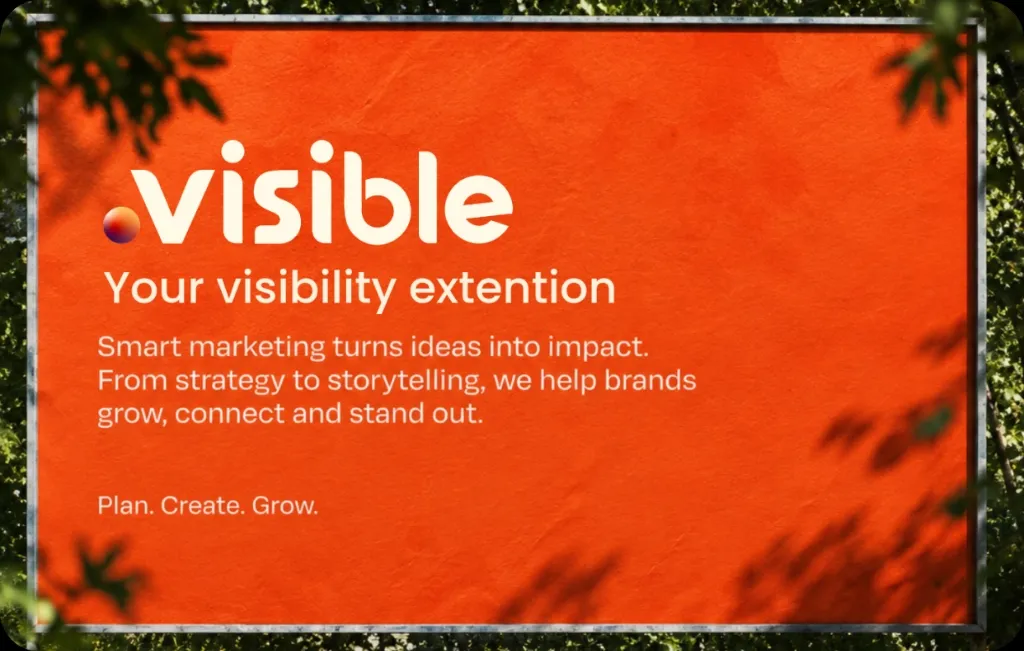 .visible
Your visibility extention
Smart marketing turns ideas into impact.
From strategy to storytelling, we help brands
grow, connect and stand out.
Plan. Create. Grow.